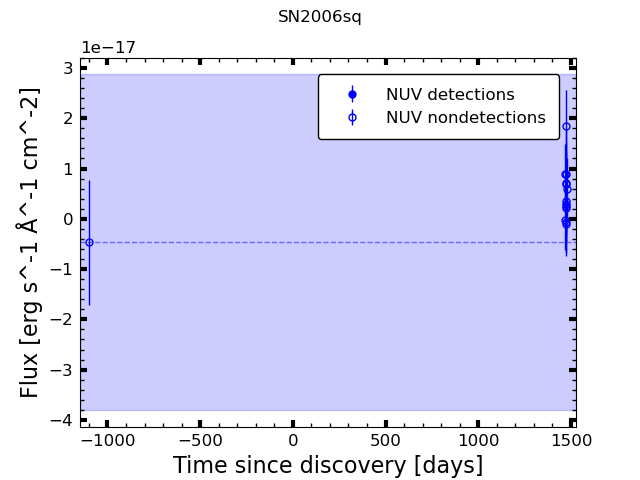 SN2006sq
1e−17
3
2
1
0
−1
−2
−3
−4
Flux [erg s^-1 Å^-1 cm^-2]
NUV detections
NUV nondetections
−1000 −500 0 500 1000 1500
Time since discovery [days]